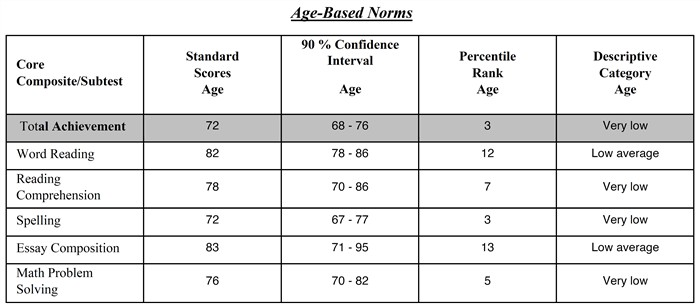 Age-Based Norms
Core Composite/Subtest | Standard Scores Age | 90 % Confidence Interval Age | Percentile Rank Age | Descriptive Category Age
Total Achievement | 72 | 68 - 76 | 3 | Very low
Word Reading | 82 | 78 - 86 | 12 | Low average
Reading Comprehension | 78 | 70 - 86 | 7 | Very low
Spelling | 72 | 67 - 77 | 3 | Very low
Essay Composition | 83 | 71 - 95 | 13 | Low average
Math Problem Solving | 76 | 70 - 82 | 5 | Very low